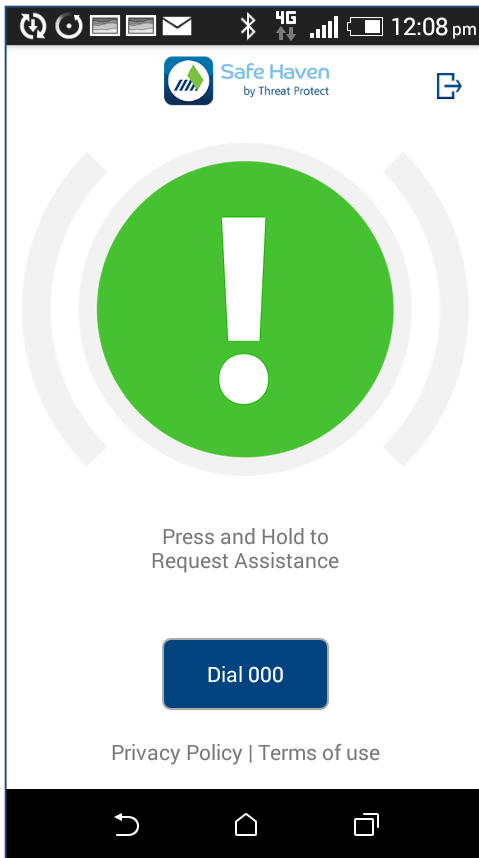 4G 12:08 pm
Safe Haven
by Threat Protect
!
Press and Hold to
Request Assistance
Dial 000
Privacy Policy | Terms of use